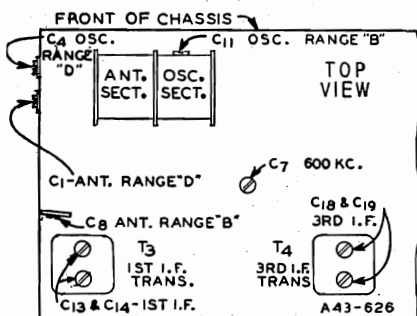 FRONT OF CHASSIS
C4 OSC.
RANGE
"D"
C11 OSC. RANGE "B"
ANT.
SECT.
OSC.
SECT.
TOP
VIEW
C1-ANT. RANGE "D"
C7 600 KC.
C8 ANT. RANGE "B"
C18 & C19
3RD I.F.
T3
1ST I.F.
TRANS.
T4
3RD I.F.
TRANS
C13 & C14-1ST I.F.
A43-626